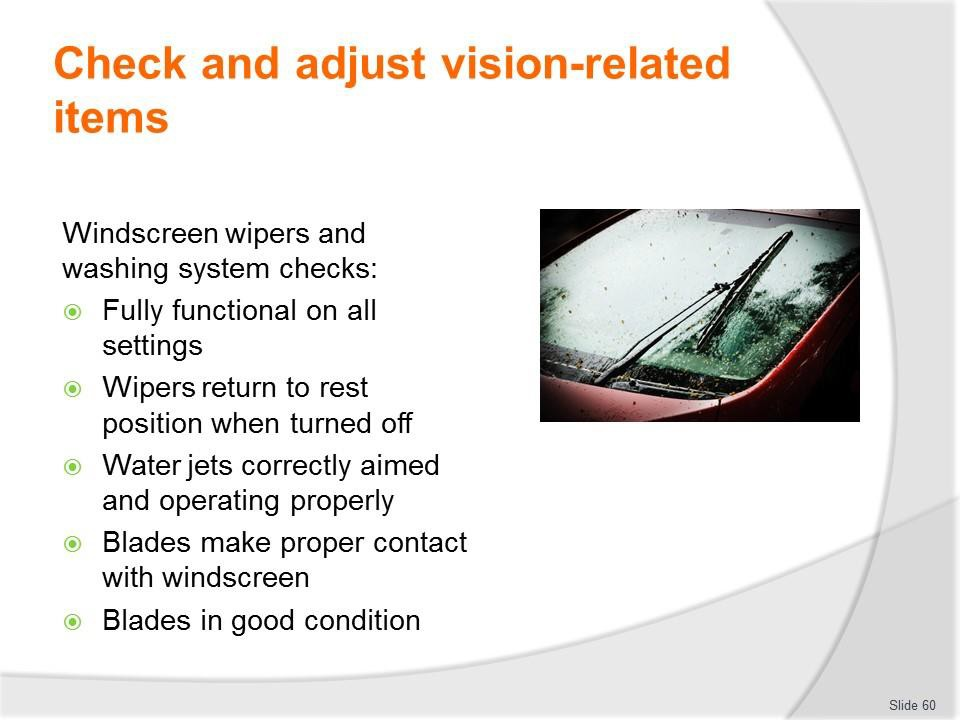 Check and adjust vision-related
items
Windscreen wipers and
washing system checks:
Fully functional on all
settings
Wipers return to rest
position when turned off
Water jets correctly aimed
and operating properly
Blades make proper contact
with windscreen
Blades in good condition
Slide 60